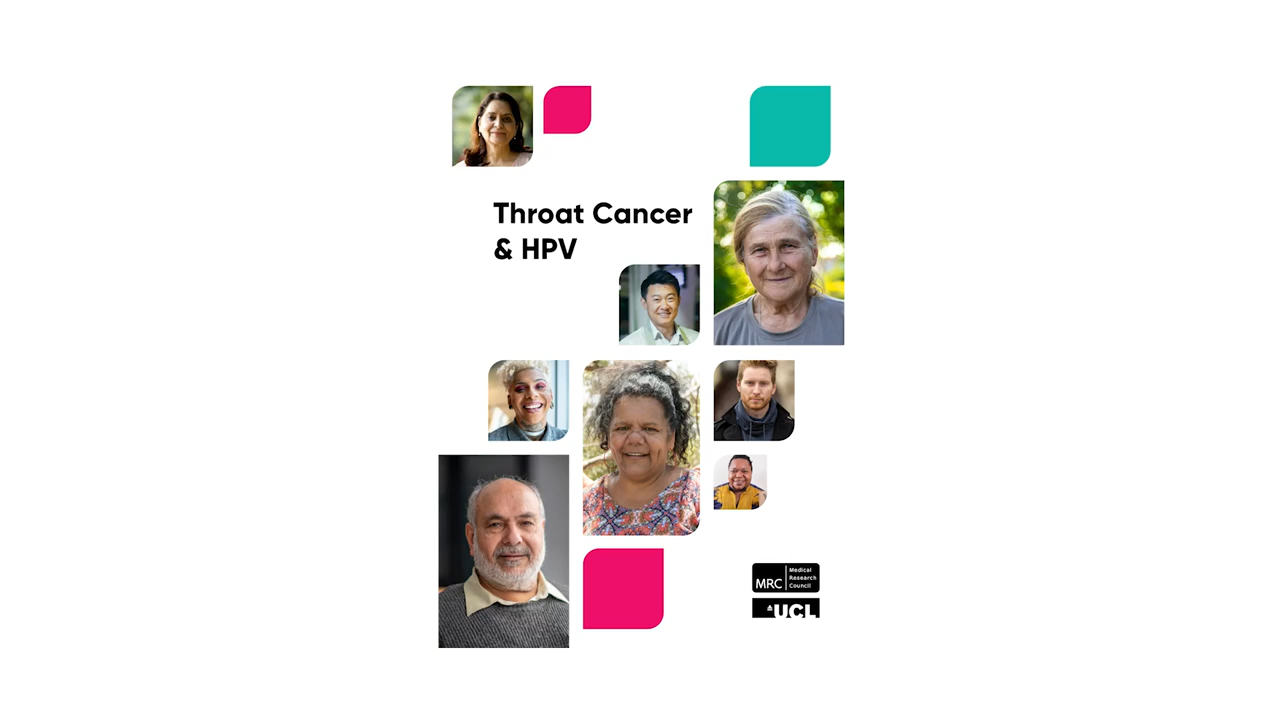 Throat Cancer
& HPV
MRC
Medical
Research
Council
UCL